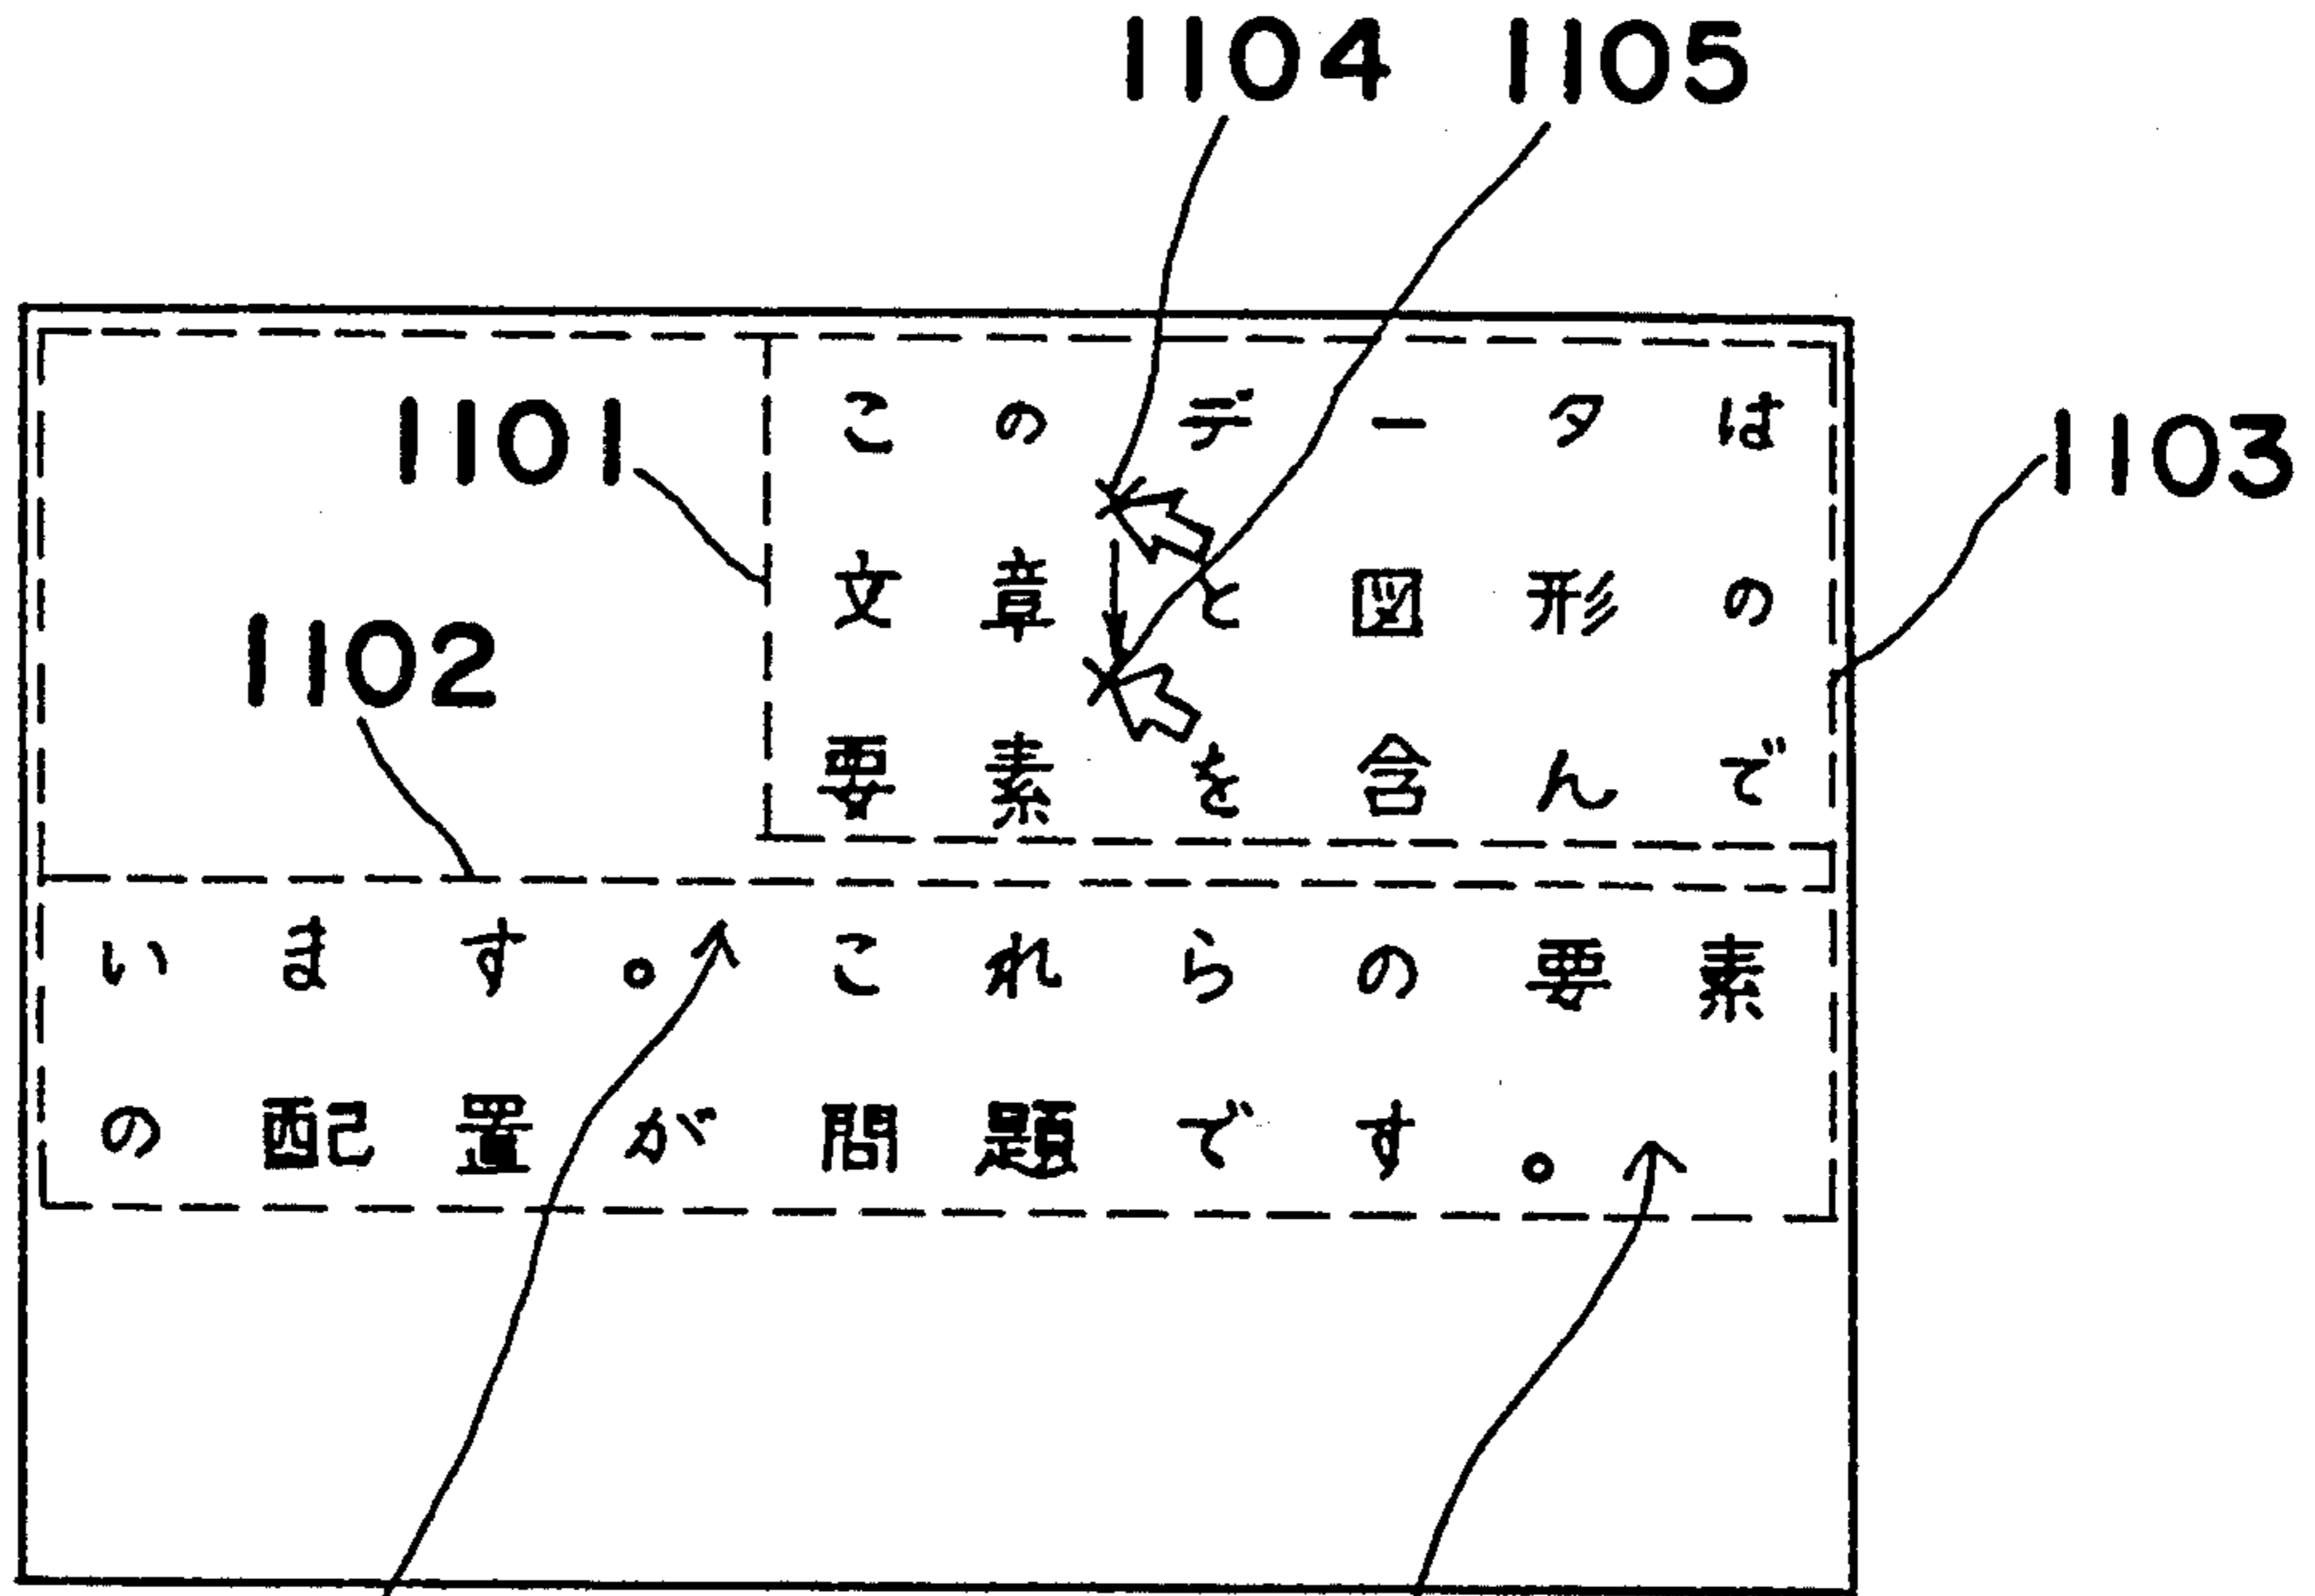 1104 1105
このデータは
1101
1103
文章と図形の
1102
要素を含んで
います。これらの要素
の配置が問題です。